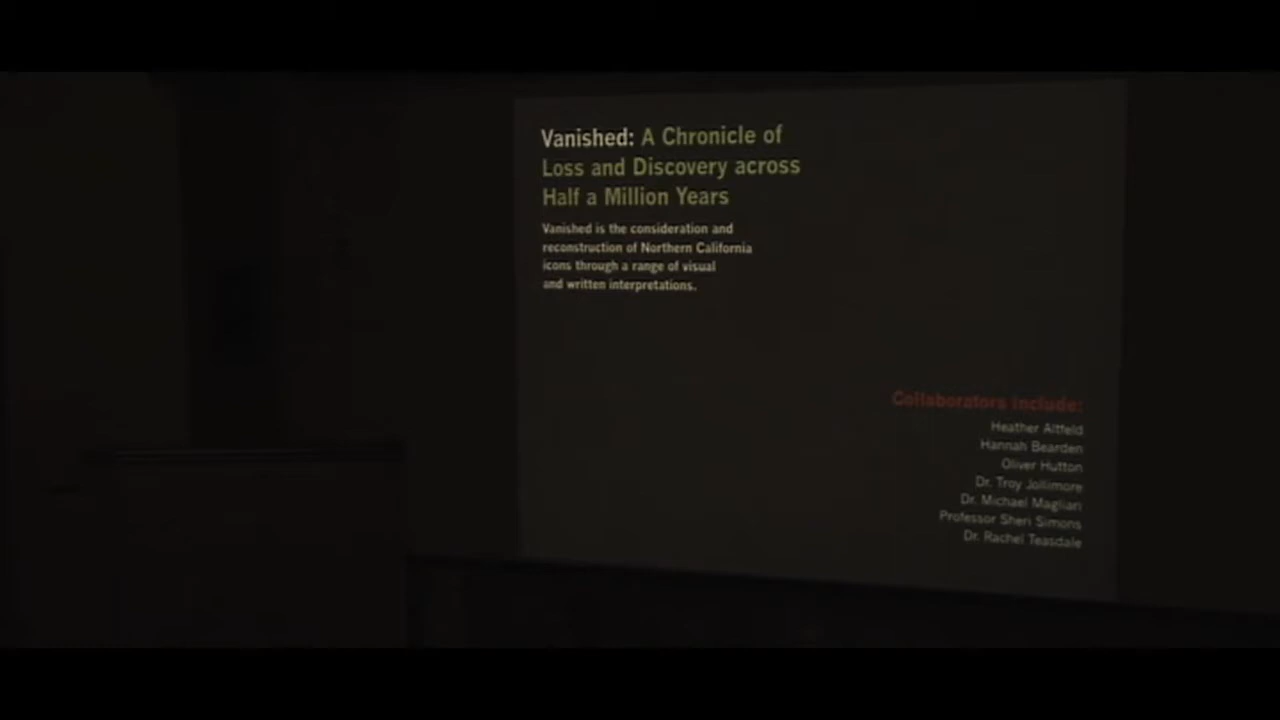 Vanished: A Chronicle of
Loss and Discovery across
Half a Million Years
Vanished is the consideration and
reconstruction of Northern California
icons through a range of visual
and written interpretations.
Collaborators include:
Heather Altfeld
Hannah Bearden
Oliver Hutton
Dr. Troy Jollimore
Dr. Michael Magliari
Professor Sheri Simons
Dr. Rachel Teasdale